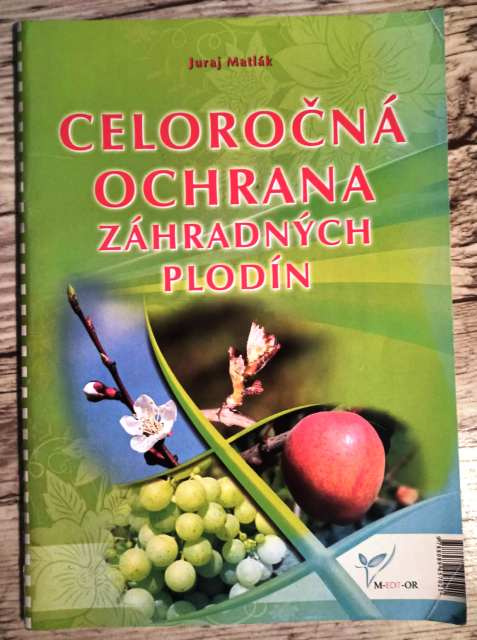 Juraj Matlák
CELOROČNÁ
OCHRANA
ZÁHRADNÝCH
PLODÍN
M-EDIT-OR